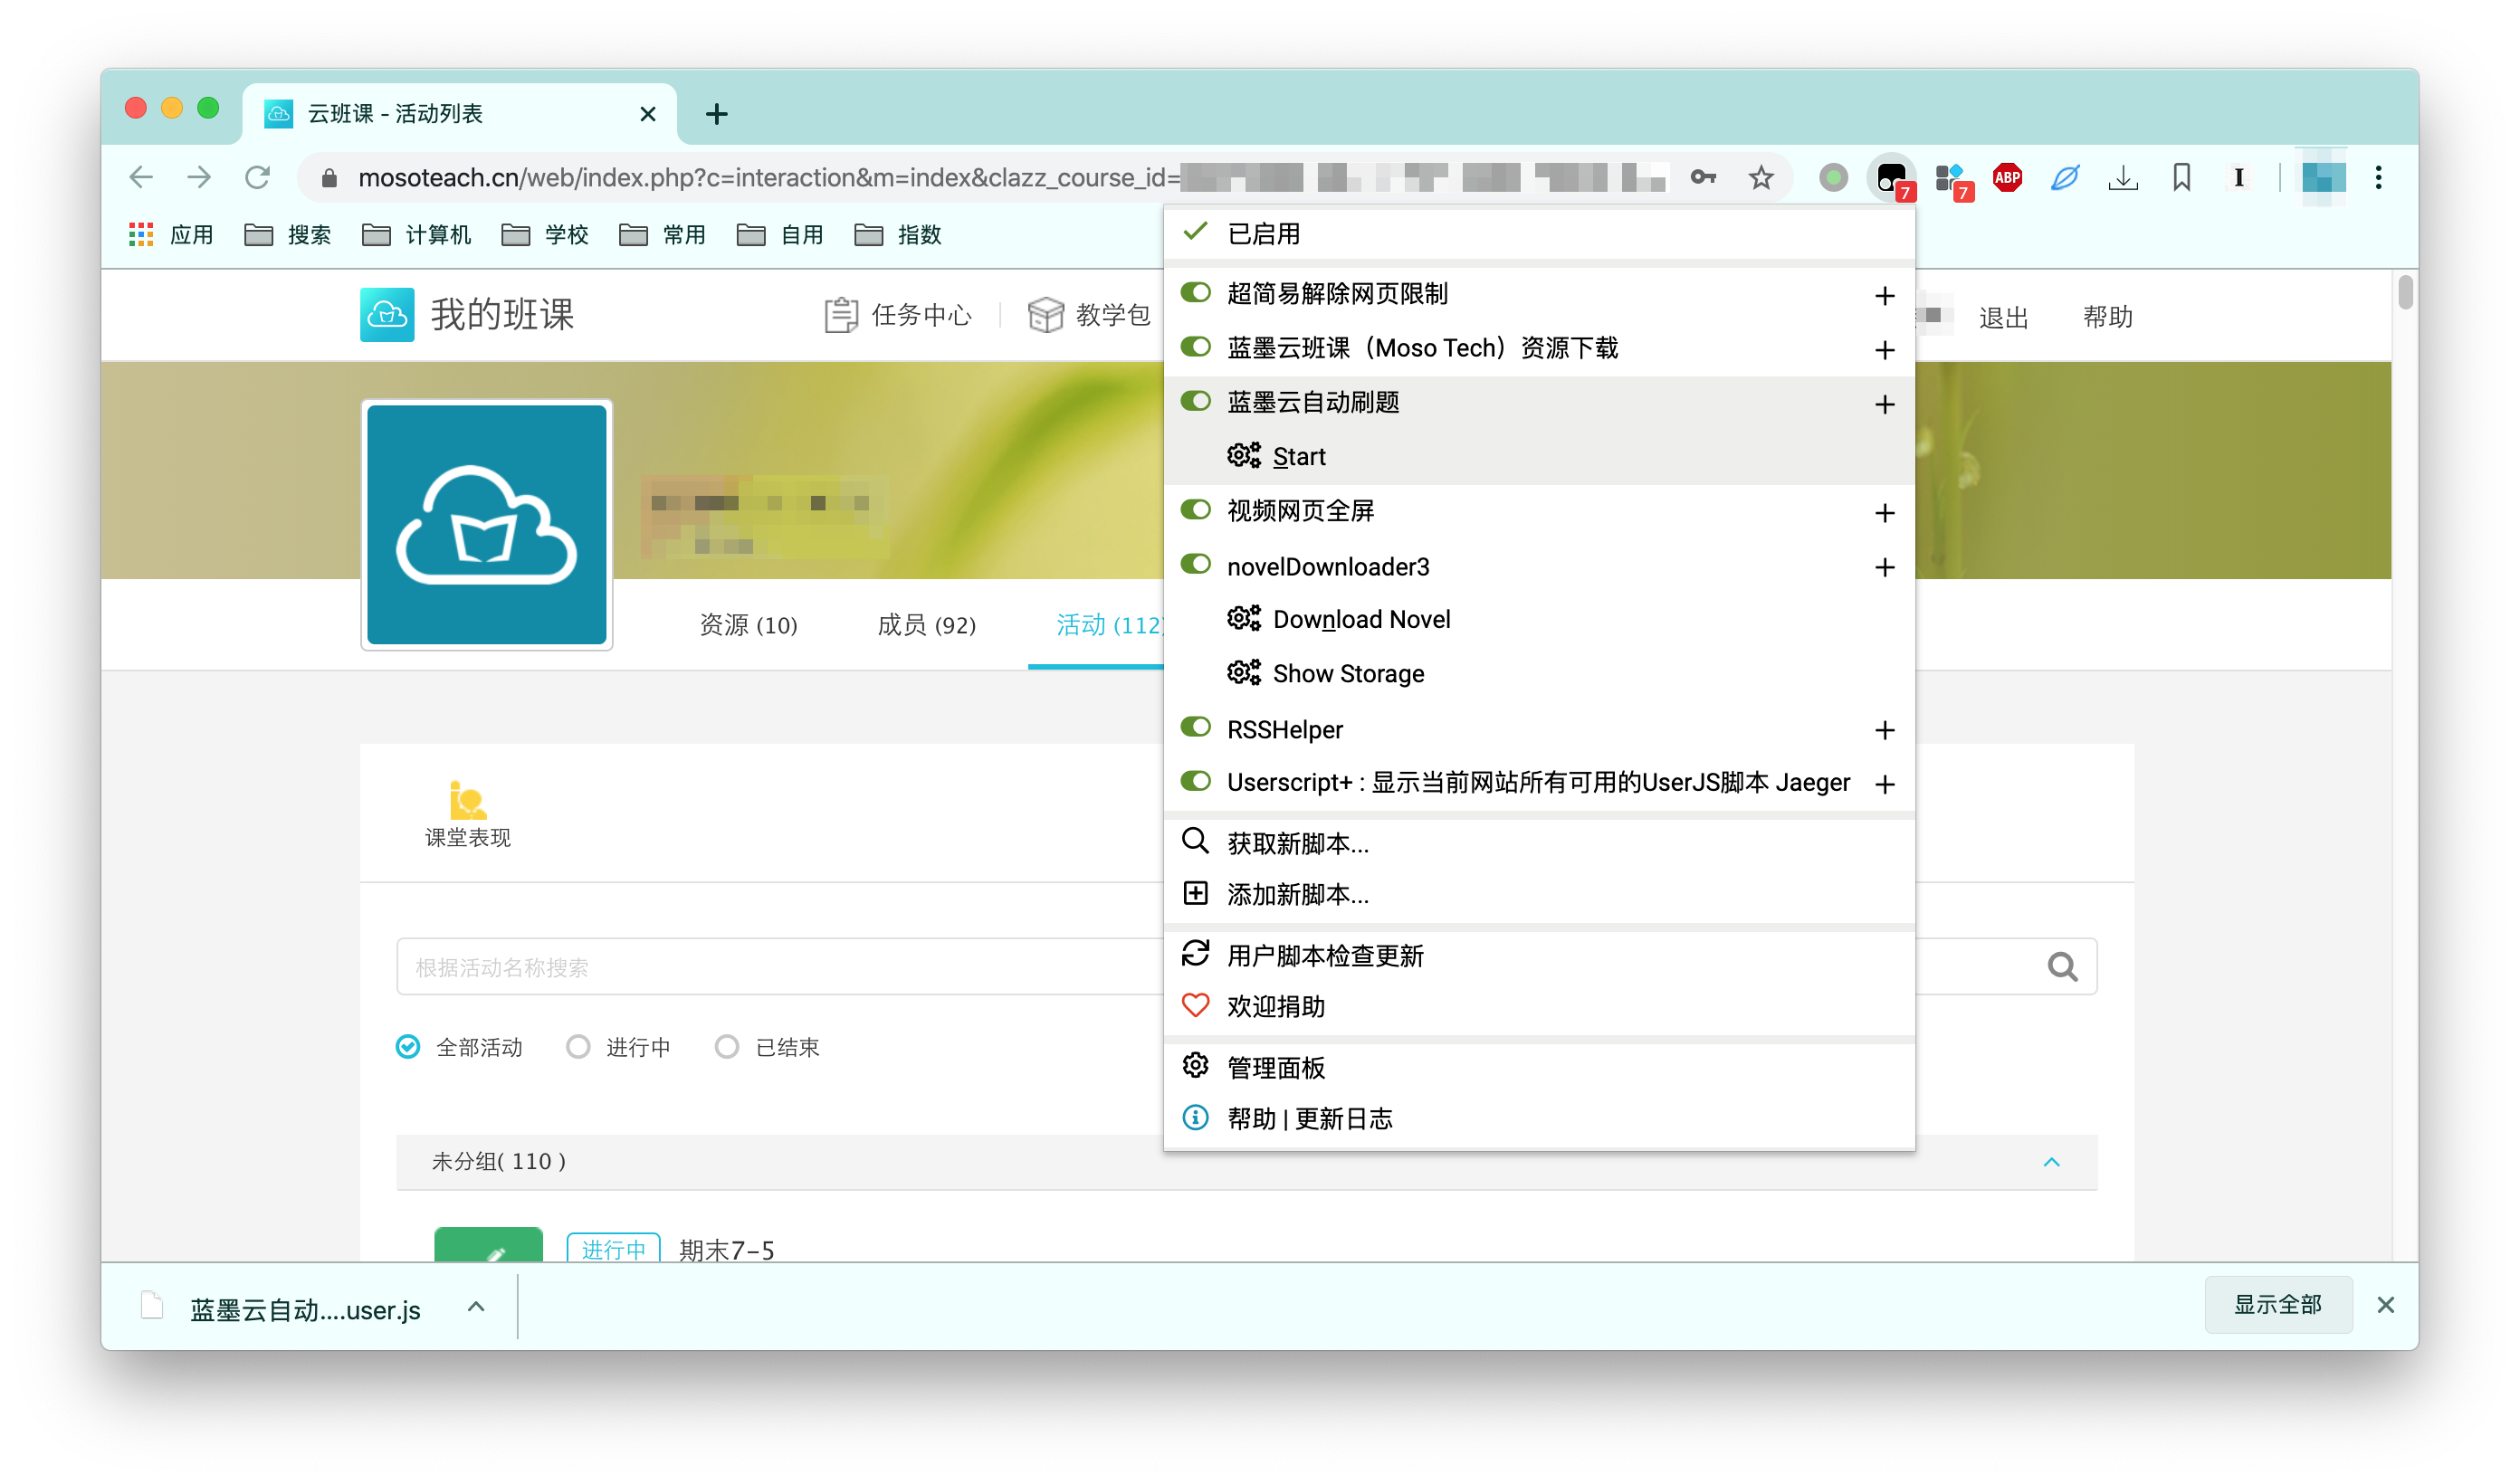 云班课 - 活动列表
mosoteach.cn/web/index.php?c=interaction&m=index&clazz_course_id=
7
7
ABP
I
应用 搜索 计算机 学校 常用 自用 指数
已启用
超简易解除网页限制
蓝墨云班课（Moso Tech）资源下载
蓝墨云自动刷题
Start
视频网页全屏
novelDownloader3
Download Novel
Show Storage
RSSHelper
Userscript+ : 显示当前网站所有可用的UserJS脚本 Jaeger
获取新脚本...
添加新脚本...
用户脚本检查更新
欢迎捐助
管理面板
帮助 | 更新日志
我的班课
任务中心
教学包
退出
帮助
资源 (10)
成员 (92)
活动 (112)
课堂表现
根据活动名称搜索
全部活动
进行中
已结束
未分组( 110 )
进行中
期末7-5
蓝墨云自动....user.js
显示全部